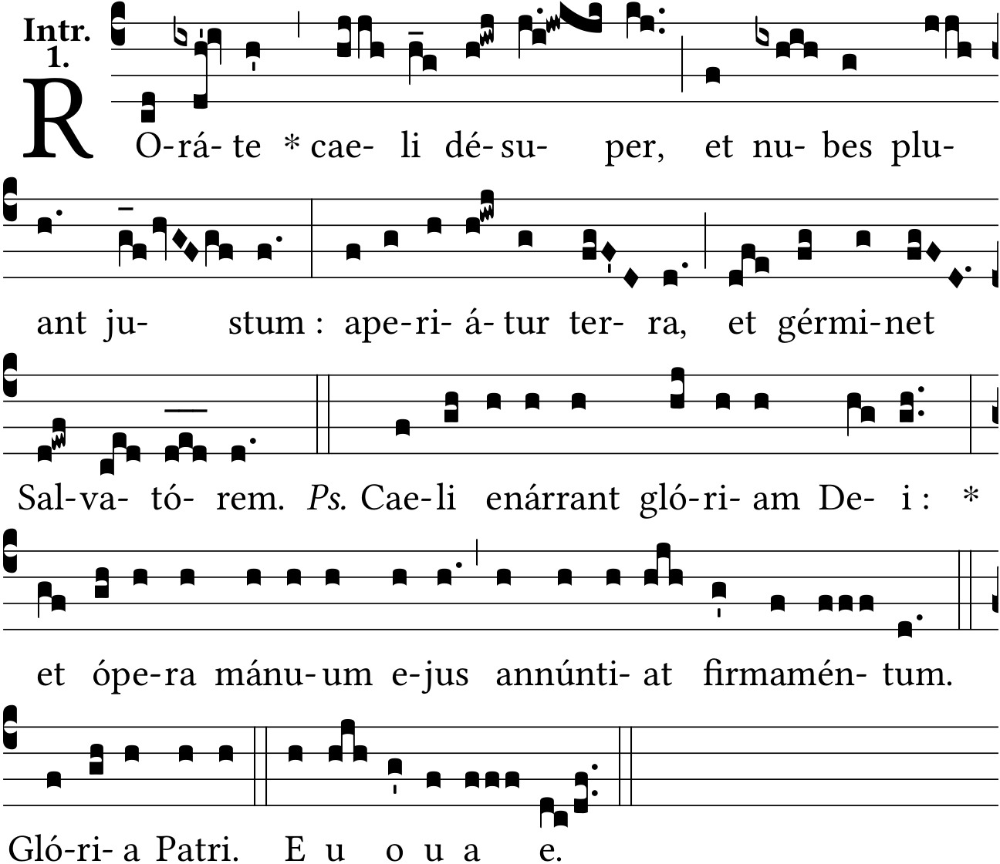 Intr.
1.
RO-rá- te * cae- li dé-su- per, et nu- bes plu-
ant ju- stum : ape-ri- á-tur ter- ra, et gérmi-net
Sal-va- tó- rem. Ps. Cae-li enárrant gló-ri- am De- i : *
et ópe-ra mánu-um e-jus annúnti- at firmamén- tum.
Gló-ri- a Patri. E u o u a e.